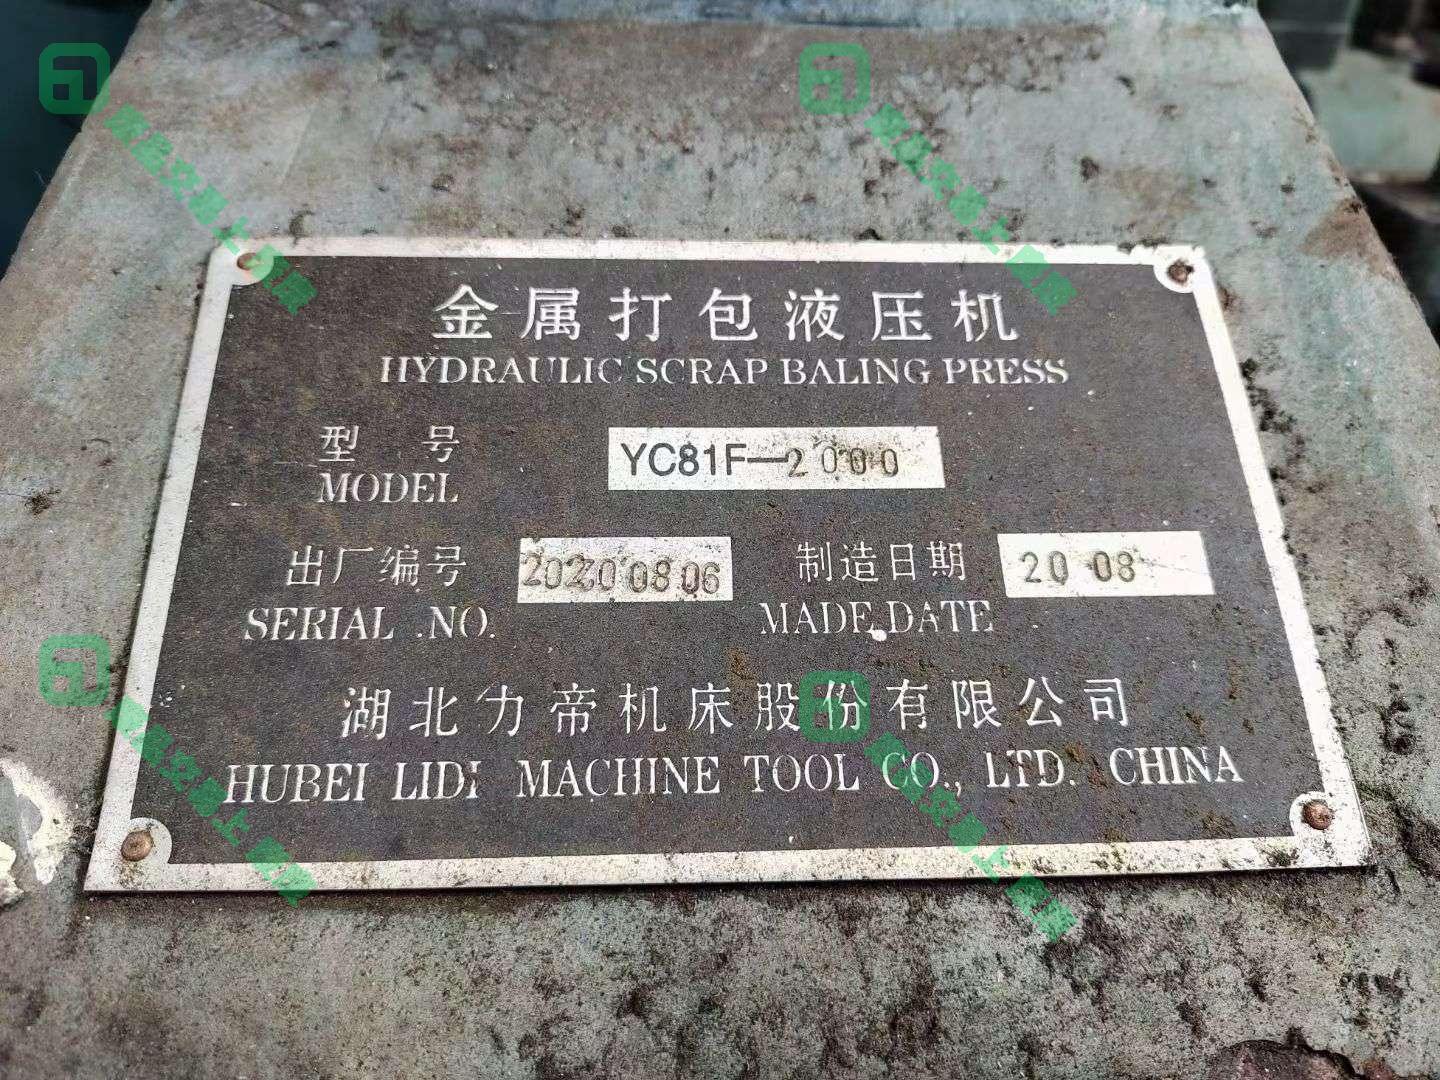 金属打包液压机
HYDRAULIC SCRAP BALING PRESS
型 号 YC81F-2000
MODEL
出厂编号 20200806 制造日期 20 08
SERIAL NO. MADE DATE
湖北力帝机床股份有限公司
HUBEI LIDI MACHINE TOOL CO., LTD. CHINA